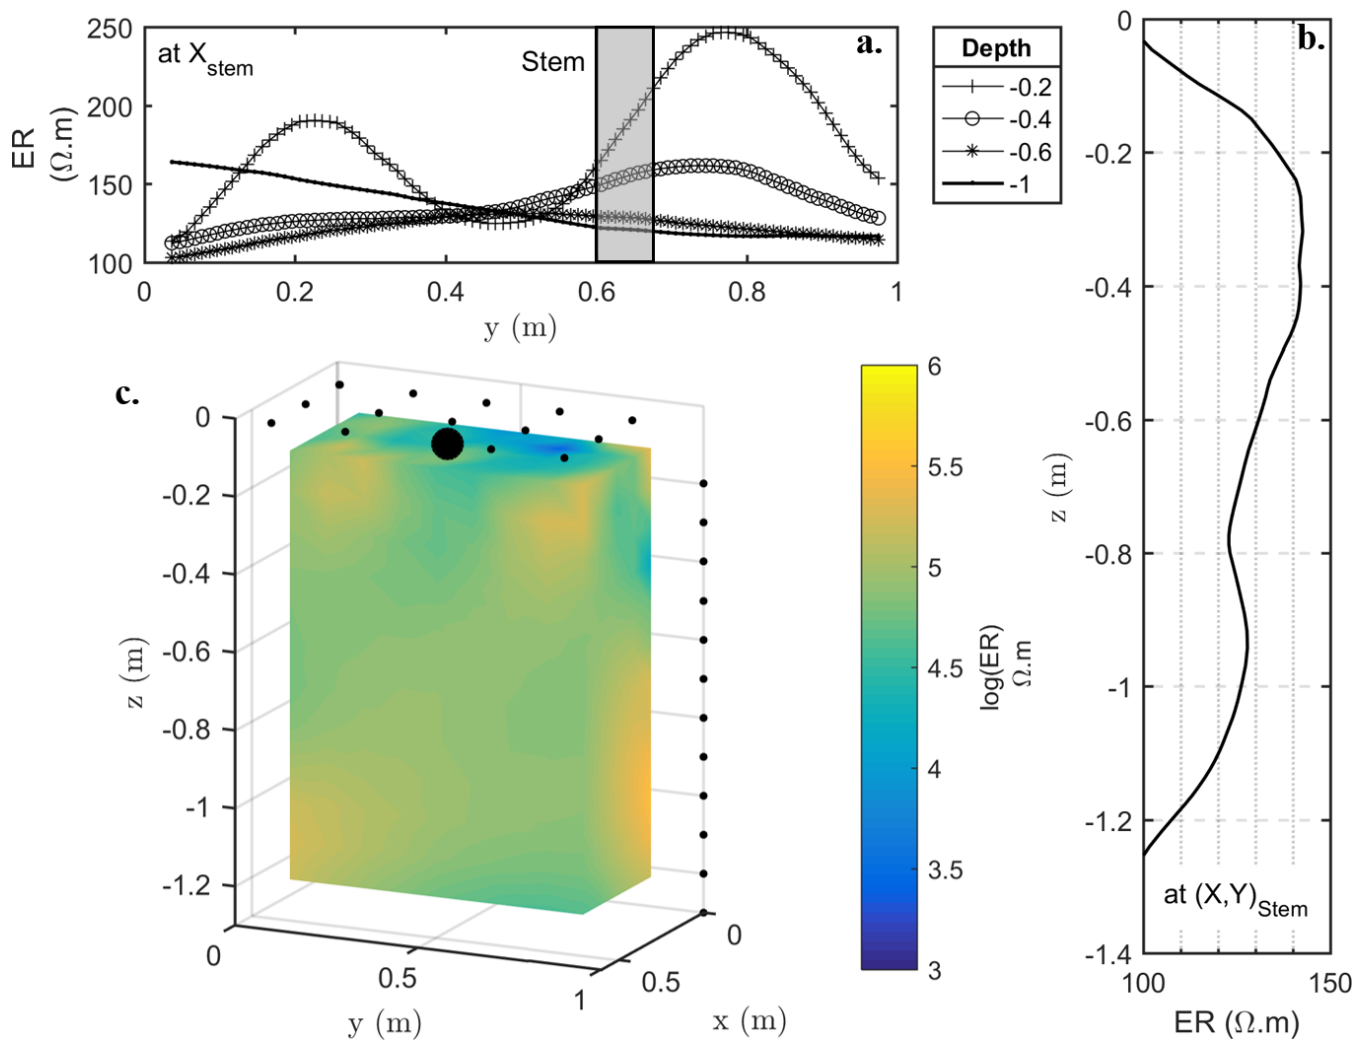 250
200
150
100
ER
(Ω.m)
at X_stem
Stem
a.
0
0.2
0.4
0.6
0.8
1
y (m)
Depth
-0.2
-0.4
-0.6
-1
b.
0
-0.2
-0.4
-0.6
-0.8
-1
-1.2
-1.4
z (m)
at (X,Y)_Stem
100
150
ER (Ω.m)
c.
0
-0.2
-0.4
-0.6
-0.8
-1
-1.2
z (m)
0
0.5
1
y (m)
0
0.5
x (m)
6
5.5
5
4.5
4
3.5
3
log(ER)
Ω.m